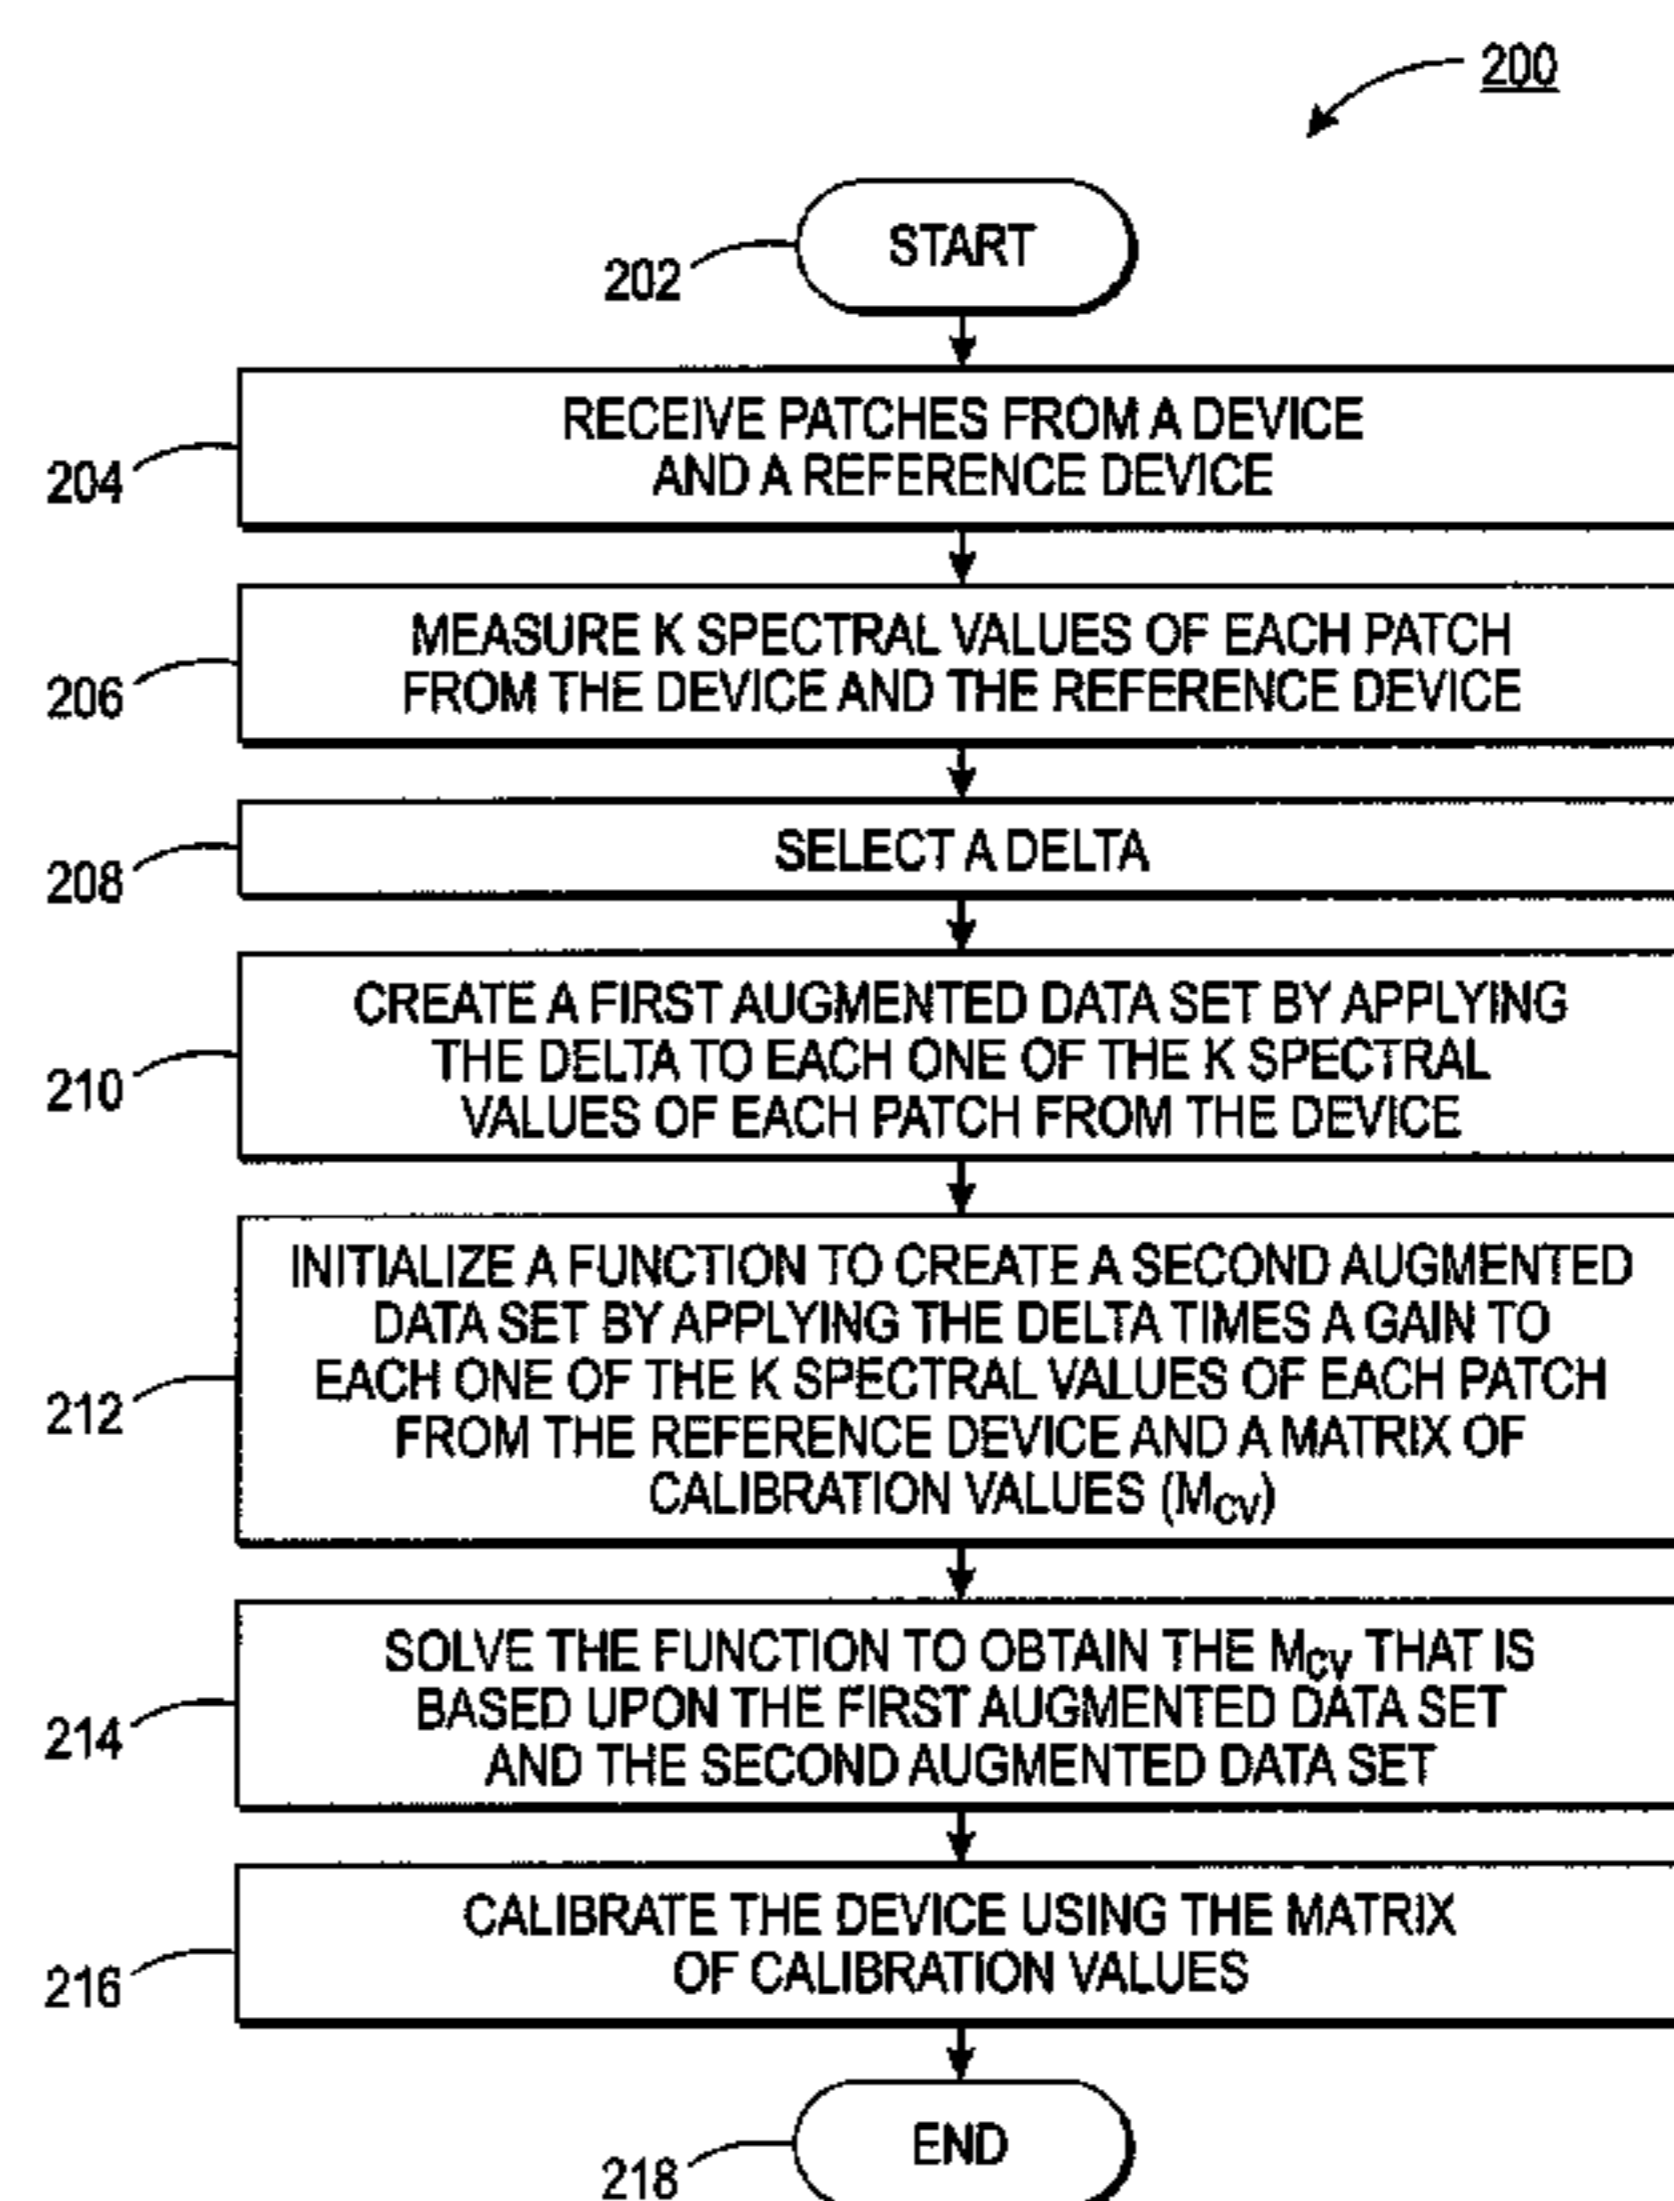 200
START
202
RECEIVE PATCHES FROM A DEVICE
AND A REFERENCE DEVICE
204
MEASURE K SPECTRAL VALUES OF EACH PATCH
FROM THE DEVICE AND THE REFERENCE DEVICE
206
SELECT A DELTA
208
CREATE A FIRST AUGMENTED DATA SET BY APPLYING
THE DELTA TO EACH ONE OF THE K SPECTRAL
VALUES OF EACH PATCH FROM THE DEVICE
210
INITIALIZE A FUNCTION TO CREATE A SECOND AUGMENTED
DATA SET BY APPLYING THE DELTA TIMES A GAIN TO
EACH ONE OF THE K SPECTRAL VALUES OF EACH PATCH
FROM THE REFERENCE DEVICE AND A MATRIX OF
CALIBRATION VALUES (MCV)
212
SOLVE THE FUNCTION TO OBTAIN THE MCV THAT IS
BASED UPON THE FIRST AUGMENTED DATA SET
AND THE SECOND AUGMENTED DATA SET
214
CALIBRATE THE DEVICE USING THE MATRIX
OF CALIBRATION VALUES
216
END
218